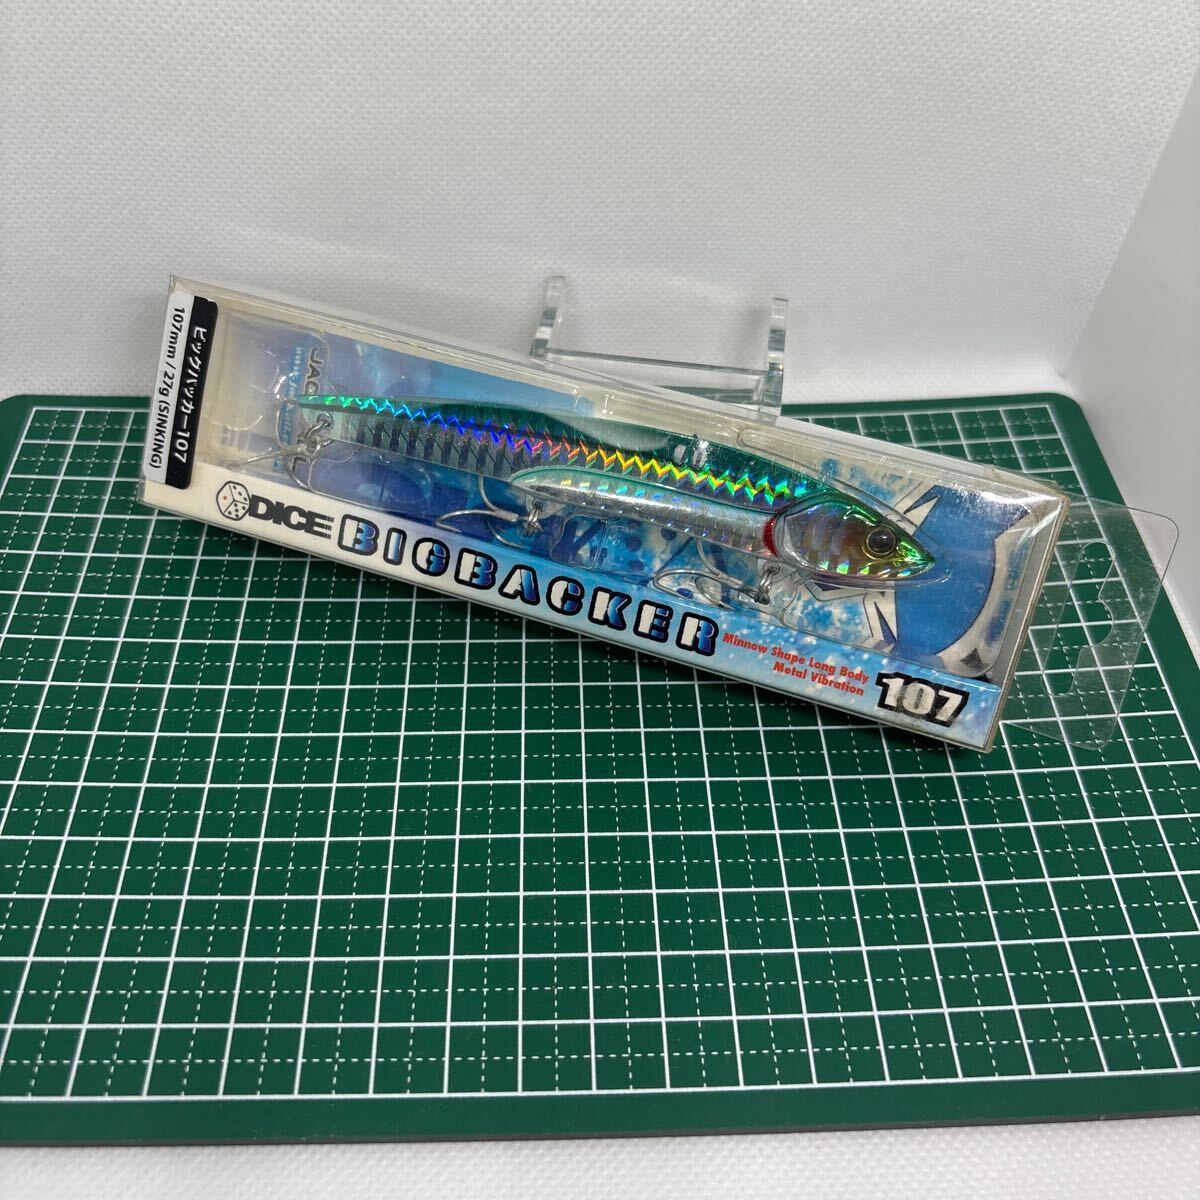 ビッグバッカー107
107mm / 27g (SINKING)
DICE BIGBACKER
Minnow Shape Long Body
Metal Vibration
107